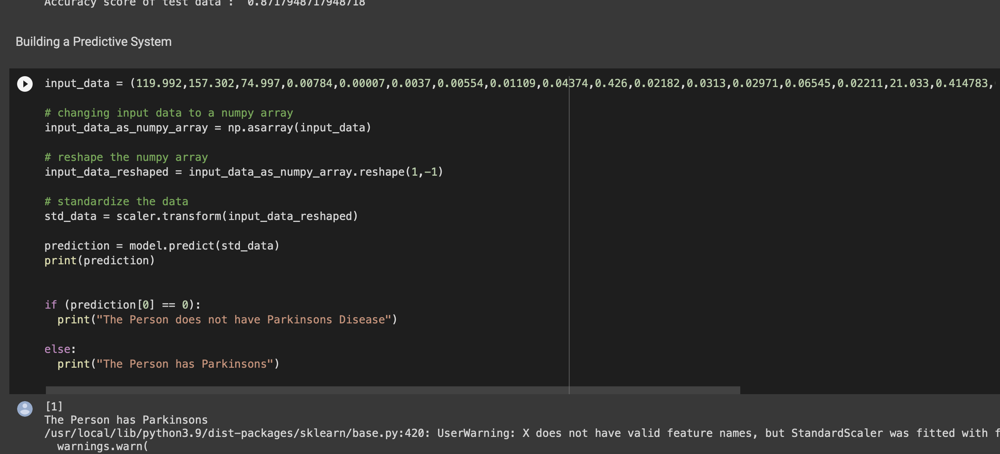 Accuracy score of test data :  0.8717948717948718
Building a Predictive System
input_data = (119.992,157.302,74.997,0.00784,0.00007,0.0037,0.00554,0.01109,0.04374,0.426,0.02182,0.0313,0.02971,0.06545,0.02211,21.033,0.414783,
# changing input data to a numpy array
input_data_as_numpy_array = np.asarray(input_data)
# reshape the numpy array
input_data_reshaped = input_data_as_numpy_array.reshape(1,-1)
# standardize the data
std_data = scaler.transform(input_data_reshaped)
prediction = model.predict(std_data)
print(prediction)
if (prediction[0] == 0):
  print("The Person does not have Parkinsons Disease")
else:
  print("The Person has Parkinsons")
[1]
The Person has Parkinsons
/usr/local/lib/python3.9/dist-packages/sklearn/base.py:420: UserWarning: X does not have valid feature names, but StandardScaler was fitted with
  warnings.warn(